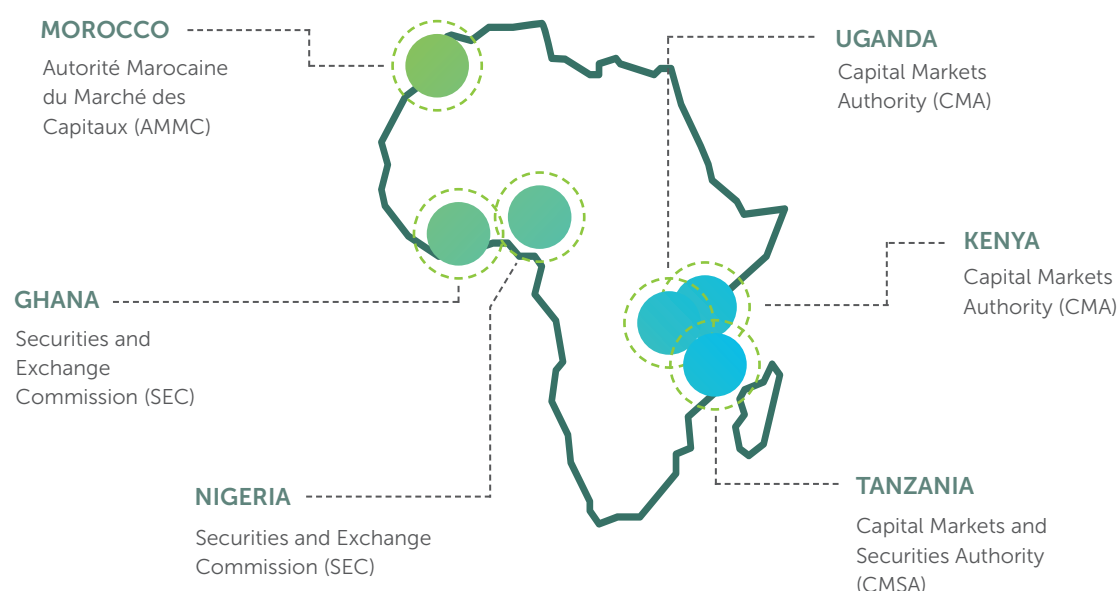 MOROCCO
Autorité Marocaine
du Marché des
Capitaux (AMMC)
UGANDA
Capital Markets
Authority (CMA)
KENYA
Capital Markets
Authority (CMA)
GHANA
Securities and
Exchange
Commission (SEC)
NIGERIA
Securities and Exchange
Commission (SEC)
TANZANIA
Capital Markets and
Securities Authority
(CMSA)